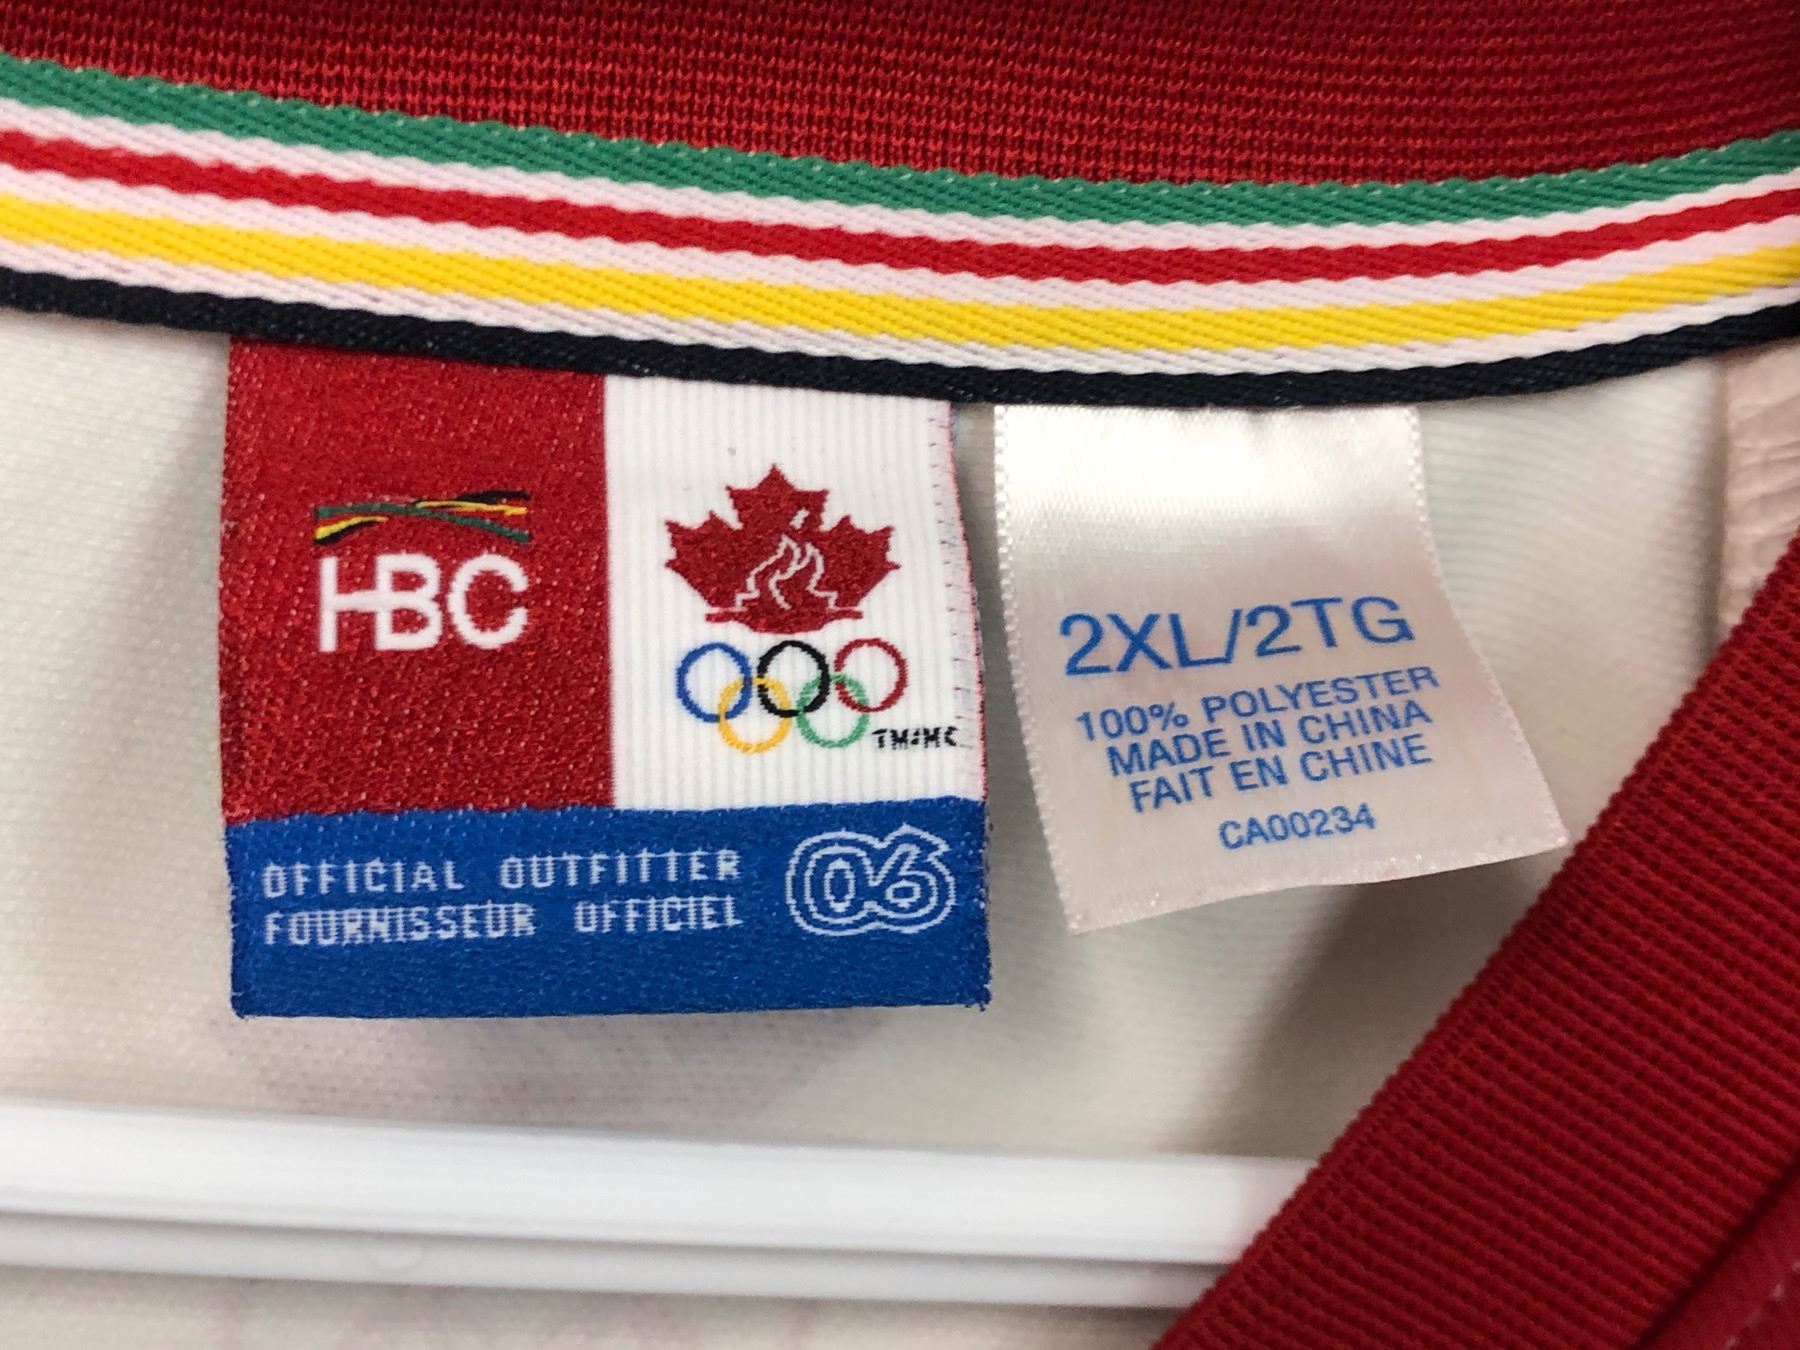 HBC
TM/MC
OFFICIAL OUTFITTER
FOURNISSEUR OFFICIEL
06
2XL/2TG
100% POLYESTER
MADE IN CHINA
FAIT EN CHINE
CA00234